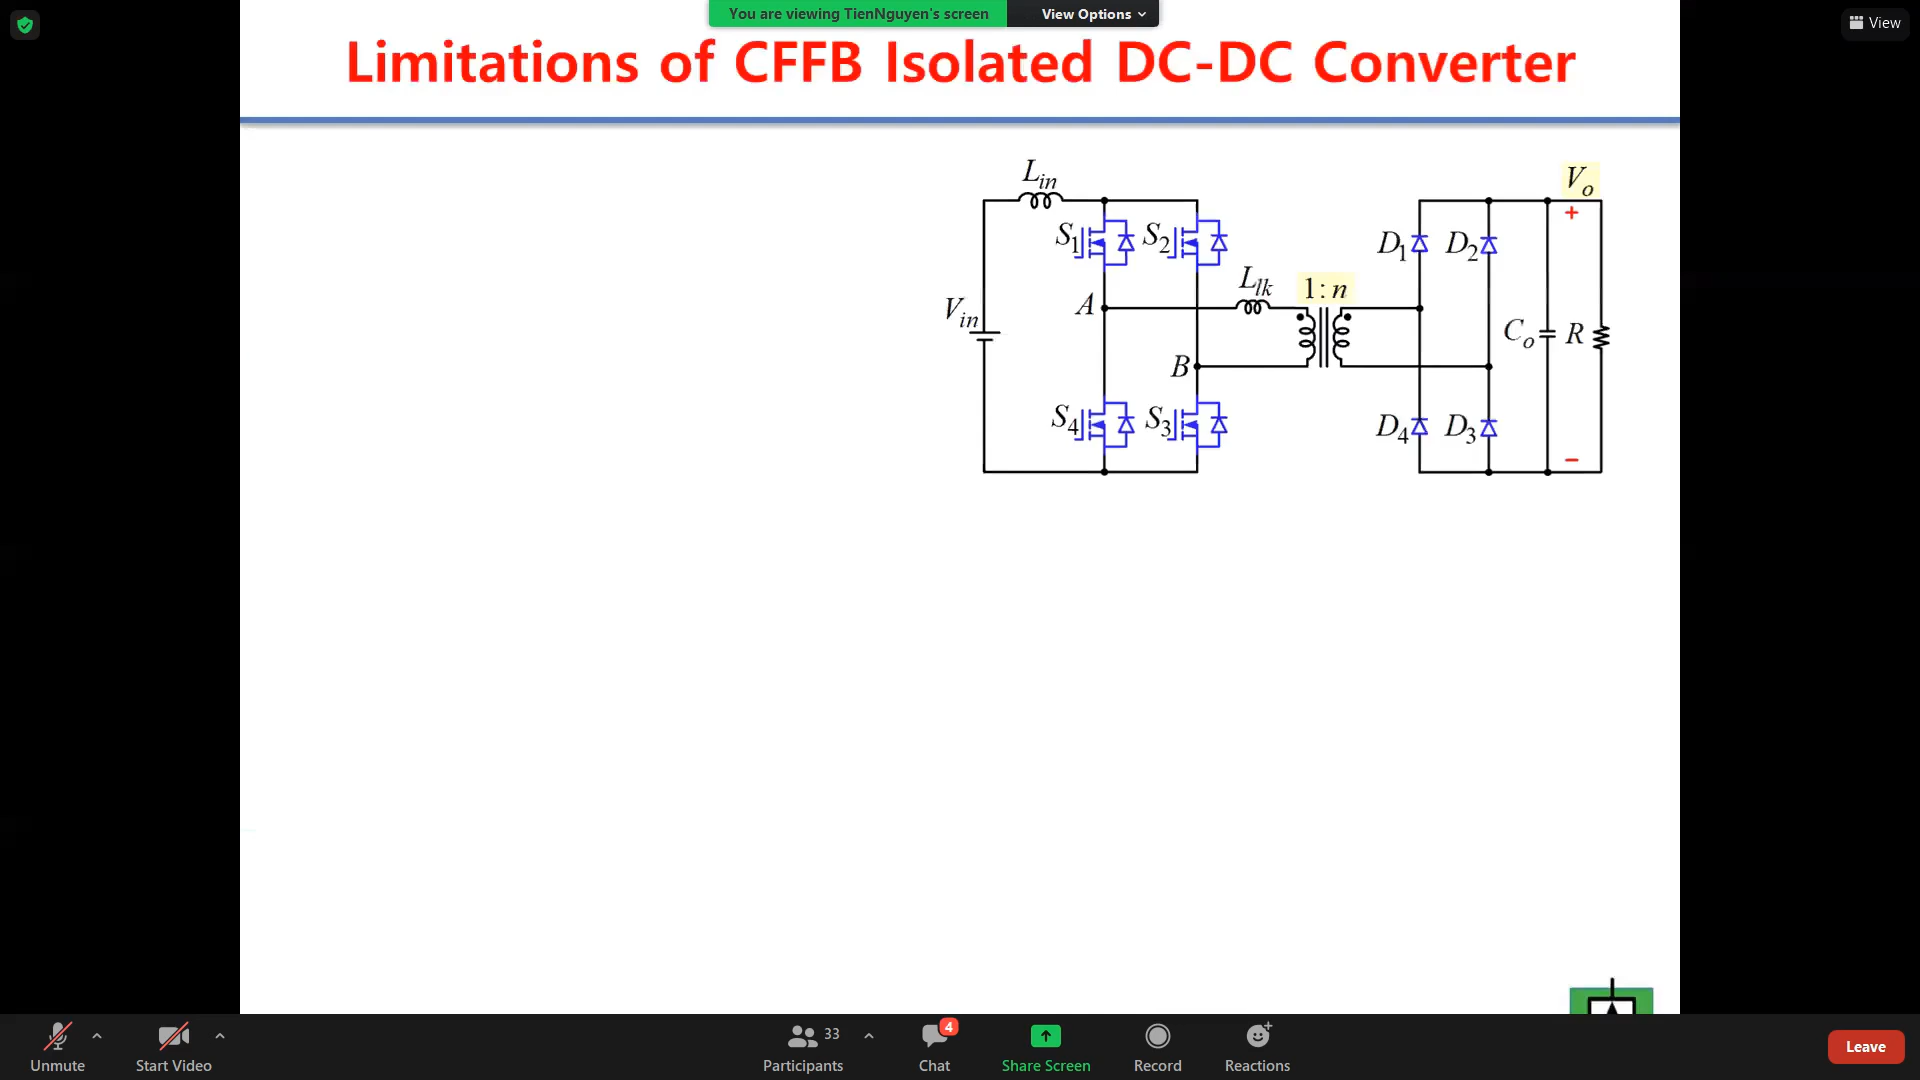 You are viewing TienNguyen's screen
View Options
View
Limitations of CFFB Isolated DC-DC Converter
L_in
V_o
+
S_1
S_2
D_1
D_2
L_lk
1:n
A
V_in
C_o
R
B
S_4
S_3
D_4
D_3
−
Unmute
Start Video
33
Participants
4
Chat
Share Screen
Record
Reactions
Leave